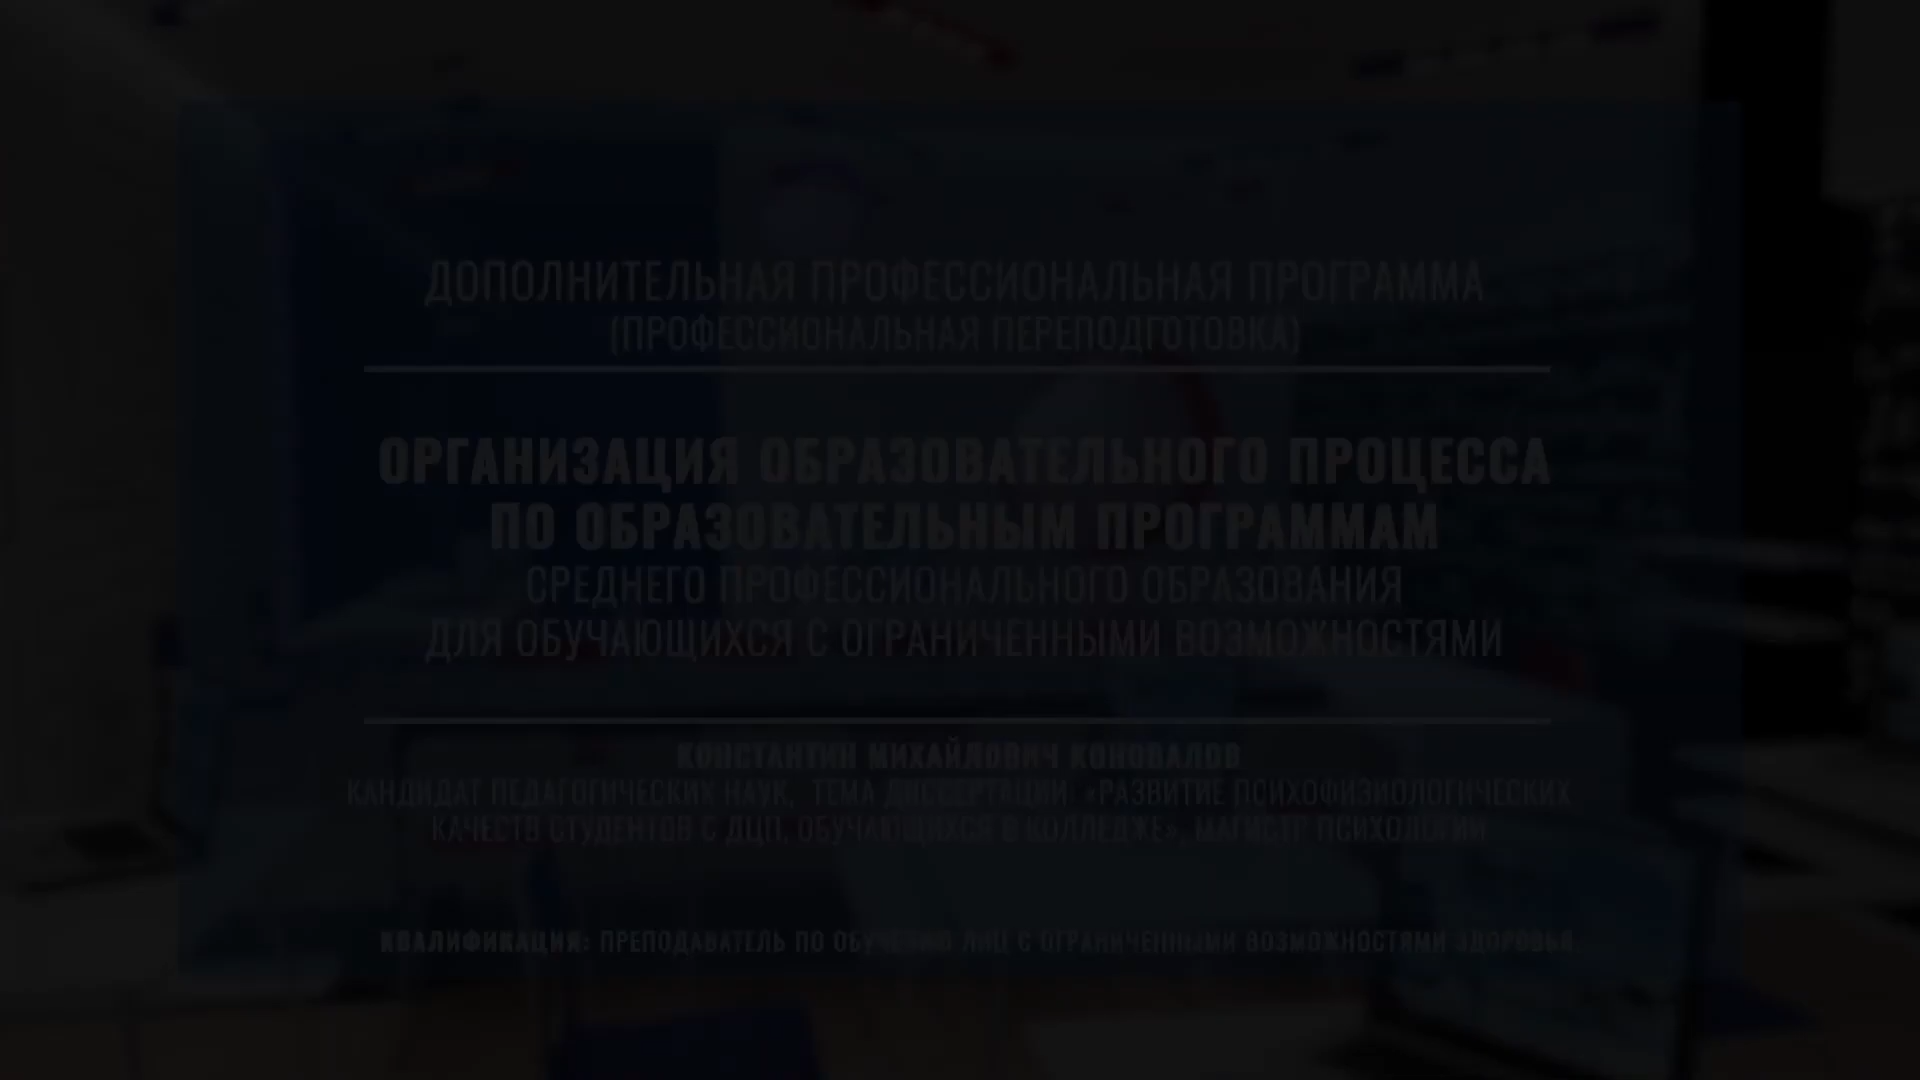 ДОПОЛНИТЕЛЬНАЯ ПРОФЕССИОНАЛЬНАЯ ПРОГРАММА
(ПРОФЕССИОНАЛЬНАЯ ПЕРЕПОДГОТОВКА)
ОРГАНИЗАЦИЯ ОБРАЗОВАТЕЛЬНОГО ПРОЦЕССА
ПО ОБРАЗОВАТЕЛЬНЫМ ПРОГРАММАМ
СРЕДНЕГО ПРОФЕССИОНАЛЬНОГО ОБРАЗОВАНИЯ
ДЛЯ ОБУЧАЮЩИХСЯ С ОГРАНИЧЕННЫМИ ВОЗМОЖНОСТЯМИ
КОНСТАНТИН МИХАЙЛОВИЧ КОНОВАЛОВ
КАНДИДАТ ПЕДАГОГИЧЕСКИХ НАУК, ТЕМА ДИССЕРТАЦИИ: «РАЗВИТИЕ ПСИХОФИЗИОЛОГИЧЕСКИХ
КАЧЕСТВ СТУДЕНТОВ С ДЦП, ОБУЧАЮЩИХСЯ В КОЛЛЕДЖЕ», МАГИСТР ПСИХОЛОГИИ
КВАЛИФИКАЦИЯ: ПРЕПОДАВАТЕЛЬ ПО ОБУЧЕНИЮ ЛИЦ С ОГРАНИЧЕННЫМИ ВОЗМОЖНОСТЯМИ ЗДОРОВЬЯ.